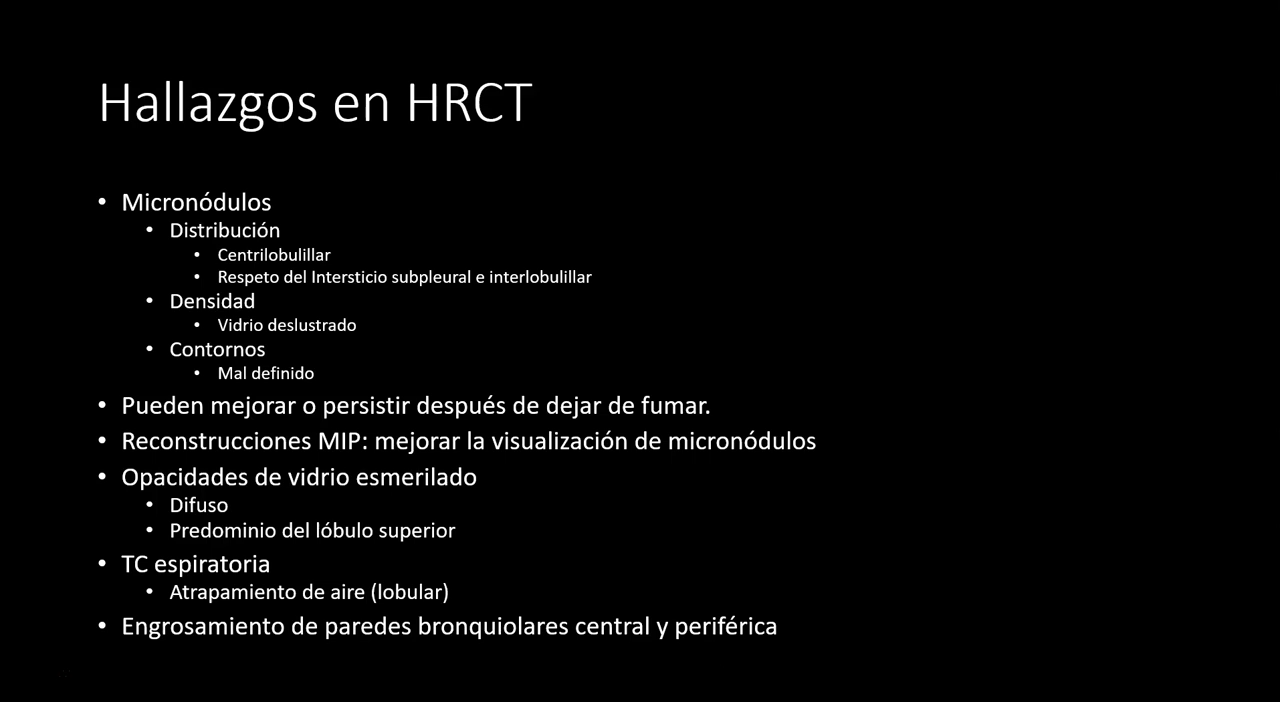 Hallazgos en HRCT
• Micronódulos
• Distribución
• Centrilobulillar
• Respeto del Intersticio subpleural e interlobulillar
• Densidad
• Vidrio deslustrado
• Contornos
• Mal definido
• Pueden mejorar o persistir después de dejar de fumar.
• Reconstrucciones MIP: mejorar la visualización de micronódulos
• Opacidades de vidrio esmerilado
• Difuso
• Predominio del lóbulo superior
• TC espiratoria
• Atrapamiento de aire (lobular)
• Engrosamiento de paredes bronquiolares central y periférica